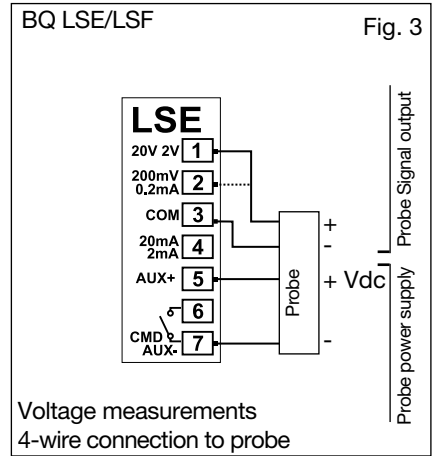 BQ LSE/LSF
Fig. 3
LSE
20V 2V 1
200mV
0.2mA 2
COM 3
20mA
2mA 4
AUX+ 5
6
CMD
AUX- 7
Probe
+
-
+ Vdc
-
Probe Signal output
Probe power supply
Voltage measurements
4-wire connection to probe